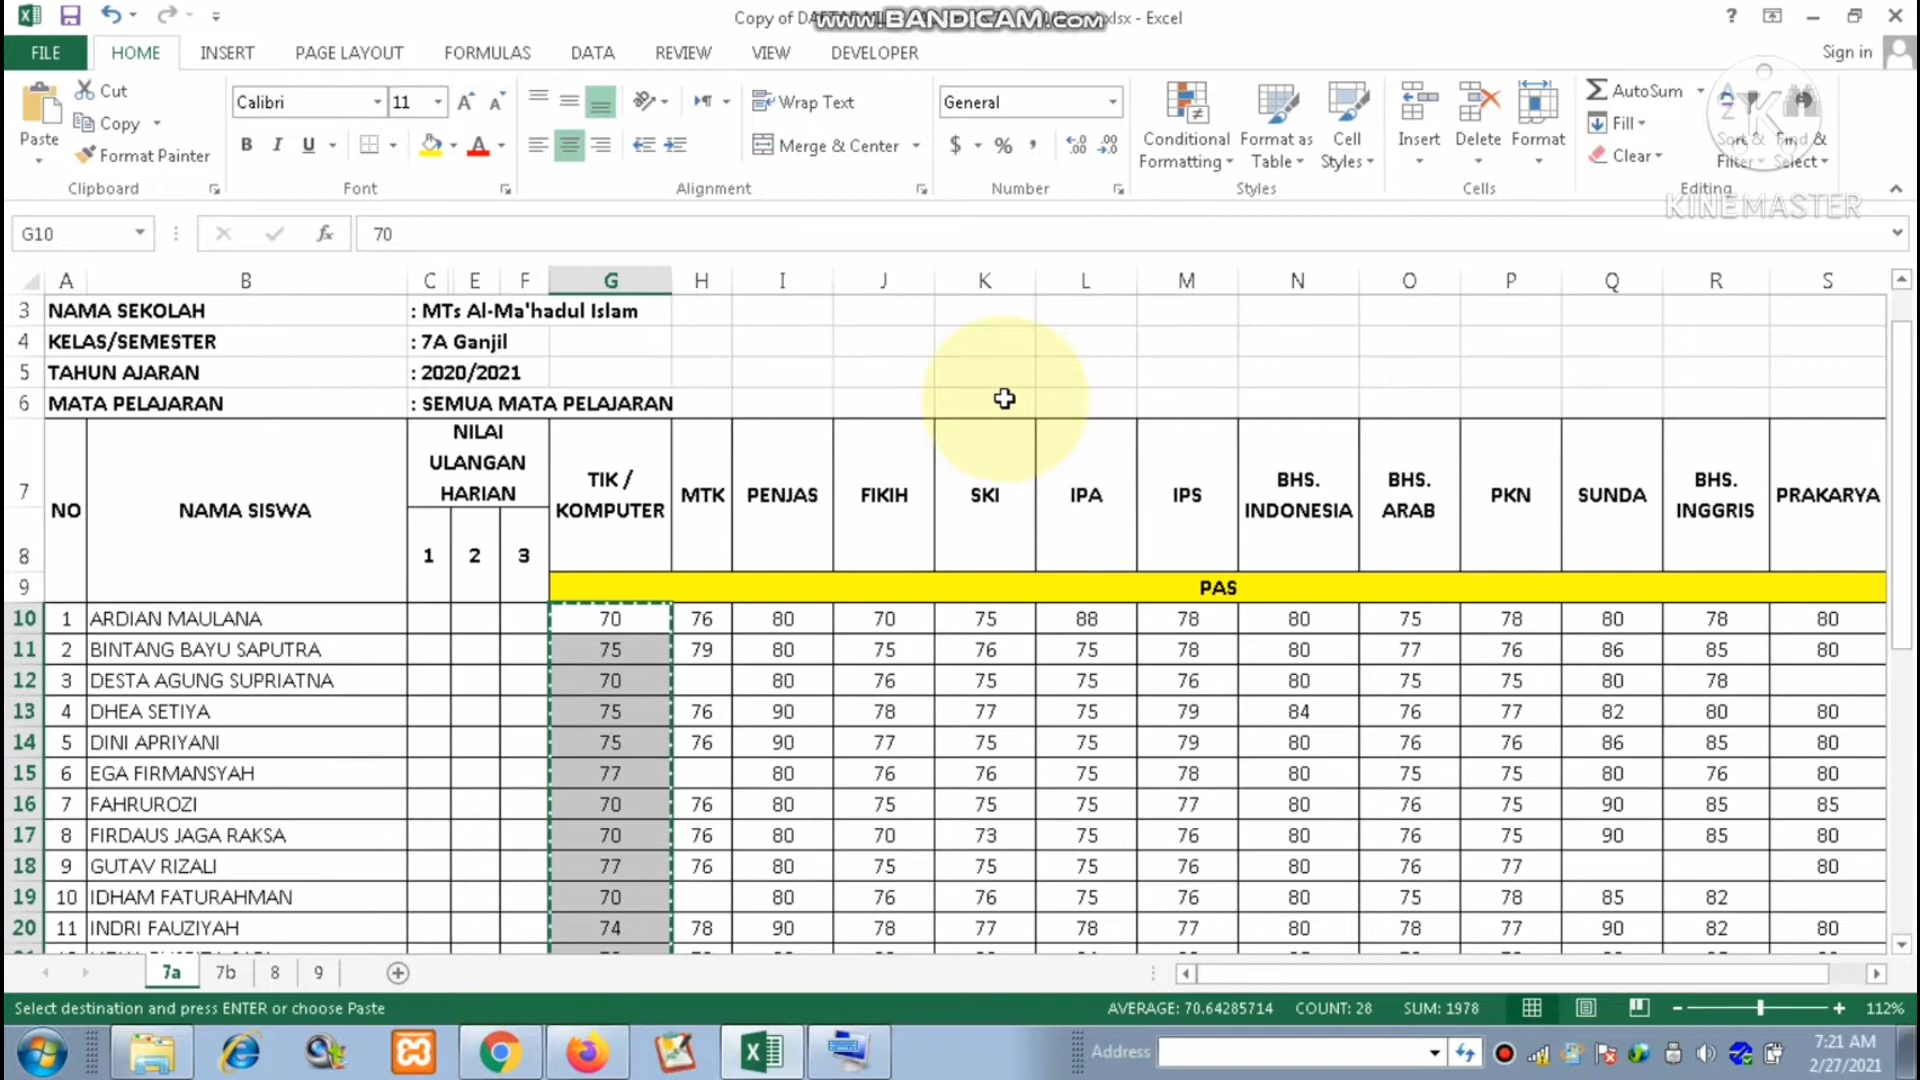 Copy of DA www.BANDICAM.com .xlsx - Excel
FILE HOME INSERT PAGE LAYOUT FORMULAS DATA REVIEW VIEW DEVELOPER Sign in
Paste Cut Copy Format Painter Clipboard
Calibri 11 B I U Font
Wrap Text Merge & Center Alignment
General $ % , Number
Conditional Formatting Format as Table Cell Styles Styles
Insert Delete Format Cells
AutoSum Fill Clear Sort & Filter Find & Select Editing
KINEMASTER
G10 fx 70
A B C E F G H I J K L M N O P Q R S
3 NAMA SEKOLAH : MTs Al-Ma'hadul Islam
4 KELAS/SEMESTER : 7A Ganjil
5 TAHUN AJARAN : 2020/2021
6 MATA PELAJARAN : SEMUA MATA PELAJARAN
7 NO NAMA SISWA NILAI ULANGAN HARIAN TIK / KOMPUTER MTK PENJAS FIKIH SKI IPA IPS BHS. INDONESIA BHS. ARAB PKN SUNDA BHS. INGGRIS PRAKARYA
8 1 2 3
9 PAS
10 1 ARDIAN MAULANA 70 76 80 70 75 88 78 80 75 78 80 78 80
11 2 BINTANG BAYU SAPUTRA 75 79 80 75 76 75 78 80 77 76 86 85 80
12 3 DESTA AGUNG SUPRIATNA 70 80 76 75 75 76 80 75 75 80 78
13 4 DHEA SETIYA 75 76 90 78 77 75 79 84 76 77 82 80 80
14 5 DINI APRIYANI 75 76 90 77 75 75 79 80 76 76 86 85 80
15 6 EGA FIRMANSYAH 77 80 76 76 75 78 80 75 75 80 76 80
16 7 FAHRUROZI 70 76 80 75 75 75 77 80 76 75 90 85 85
17 8 FIRDAUS JAGA RAKSA 70 76 80 70 73 75 76 80 76 75 90 85 80
18 9 GUTAV RIZALI 77 76 80 75 75 75 76 80 76 77 80
19 10 IDHAM FATURAHMAN 70 80 76 76 75 76 80 75 78 85 82
20 11 INDRI FAUZIYAH 74 78 90 78 77 78 77 80 78 77 90 82 80
7a 7b 8 9
Select destination and press ENTER or choose Paste AVERAGE: 70.64285714 COUNT: 28 SUM: 1978 112%
Address 7:21 AM
2/27/2021